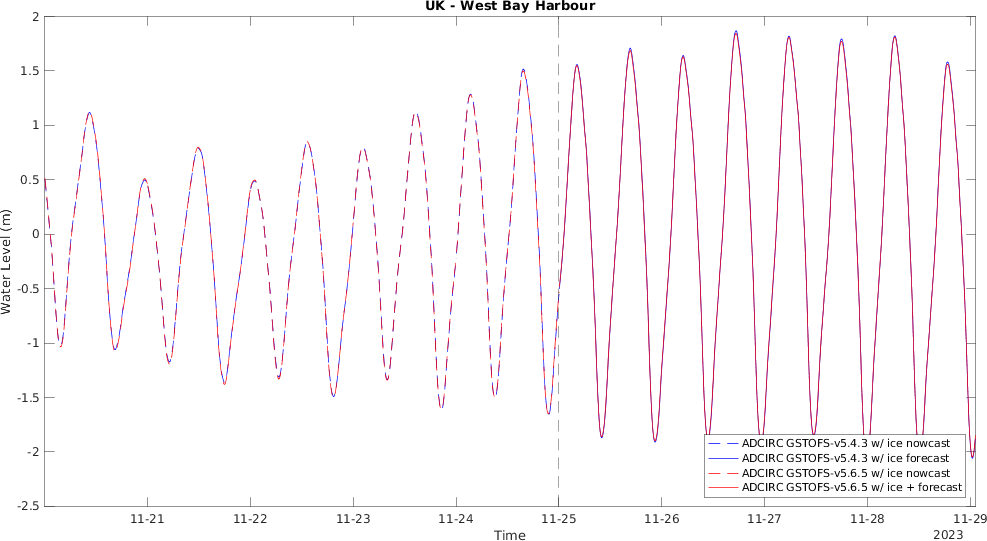 UK - West Bay Harbour
2
1.5
1
0.5
0
-0.5
-1
-1.5
-2
-2.5
Water Level (m)
ADCIRC GSTOFS-v5.4.3 w/ ice nowcast
ADCIRC GSTOFS-v5.4.3 w/ ice forecast
ADCIRC GSTOFS-v5.6.5 w/ ice nowcast
ADCIRC GSTOFS-v5.6.5 w/ ice + forecast
11-21 11-22 11-23 11-24 11-25 11-26 11-27 11-28 11-29
Time
2023